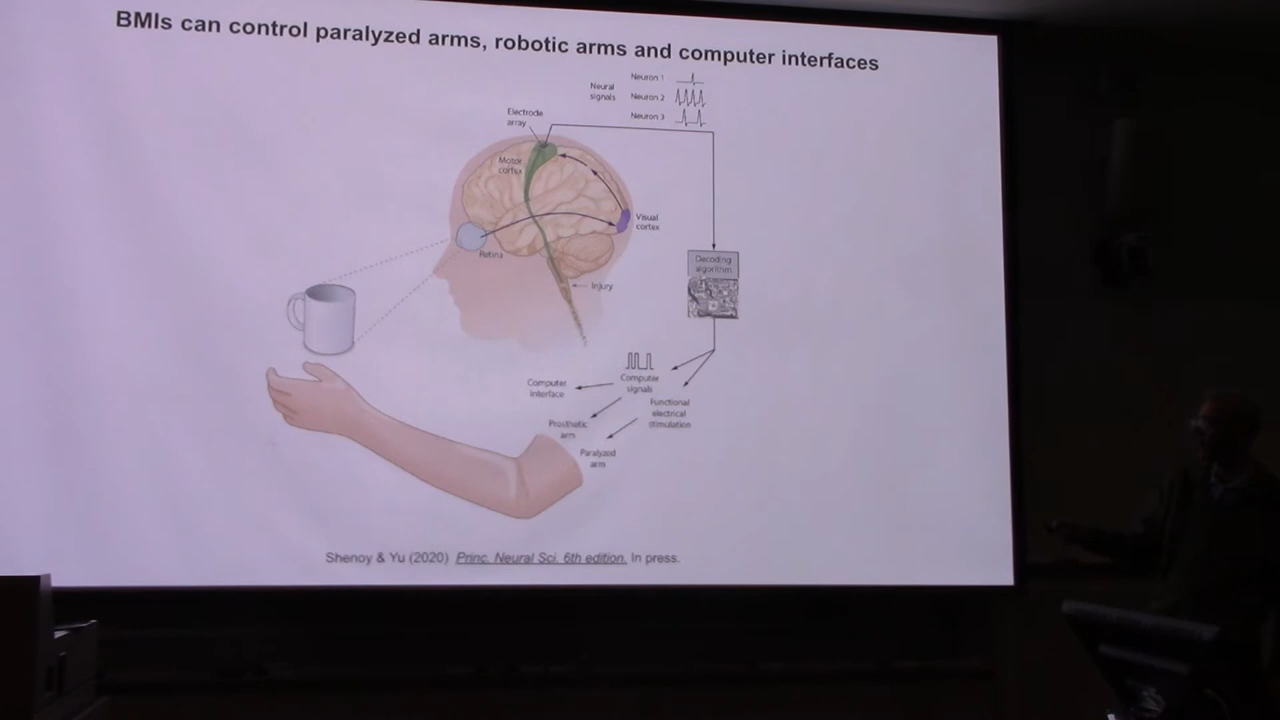 BMIs can control paralyzed arms, robotic arms and computer interfaces
Neural
signals
Neuron 1
Neuron 2
Neuron 3
Electrode
array
Motor
cortex
Visual
cortex
Retina
Injury
Decoding
algorithm
Computer
signals
Computer
interface
Functional
electrical
stimulation
Prosthetic
arm
Paralyzed
arm
Shenoy & Yu (2020) Princ. Neural Sci. 6th edition. In press.